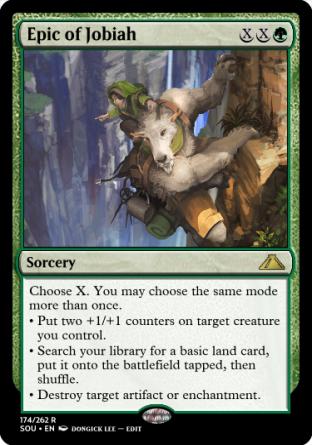 Epic of Jobiah XXG
Sorcery
Choose X. You may choose the same mode
more than once.
• Put two +1/+1 counters on target creature
you control.
• Search your library for a basic land card,
put it onto the battlefield tapped, then
shuffle.
• Destroy target artifact or enchantment.
174/262 R
SOU • EN DONGICK LEE — EDIT